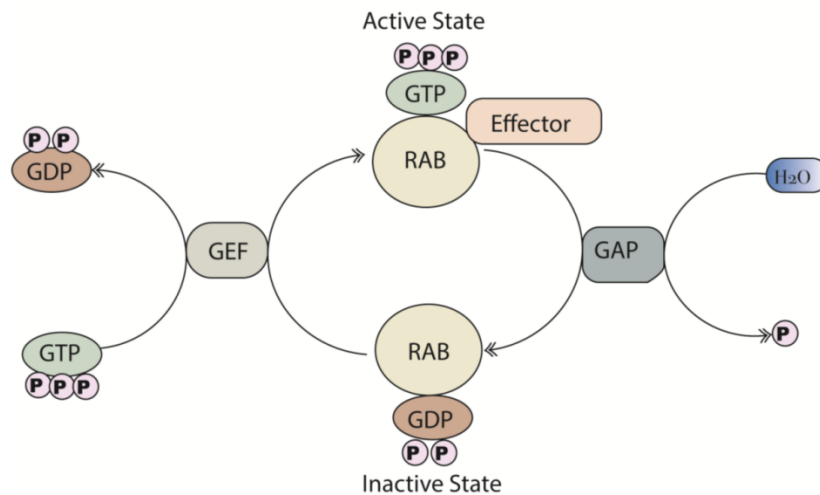 Active State
P P P
GTP
Effector
RAB
P P
GDP
H2O
GEF
GAP
P
RAB
GTP
P P P
GDP
P P
Inactive State